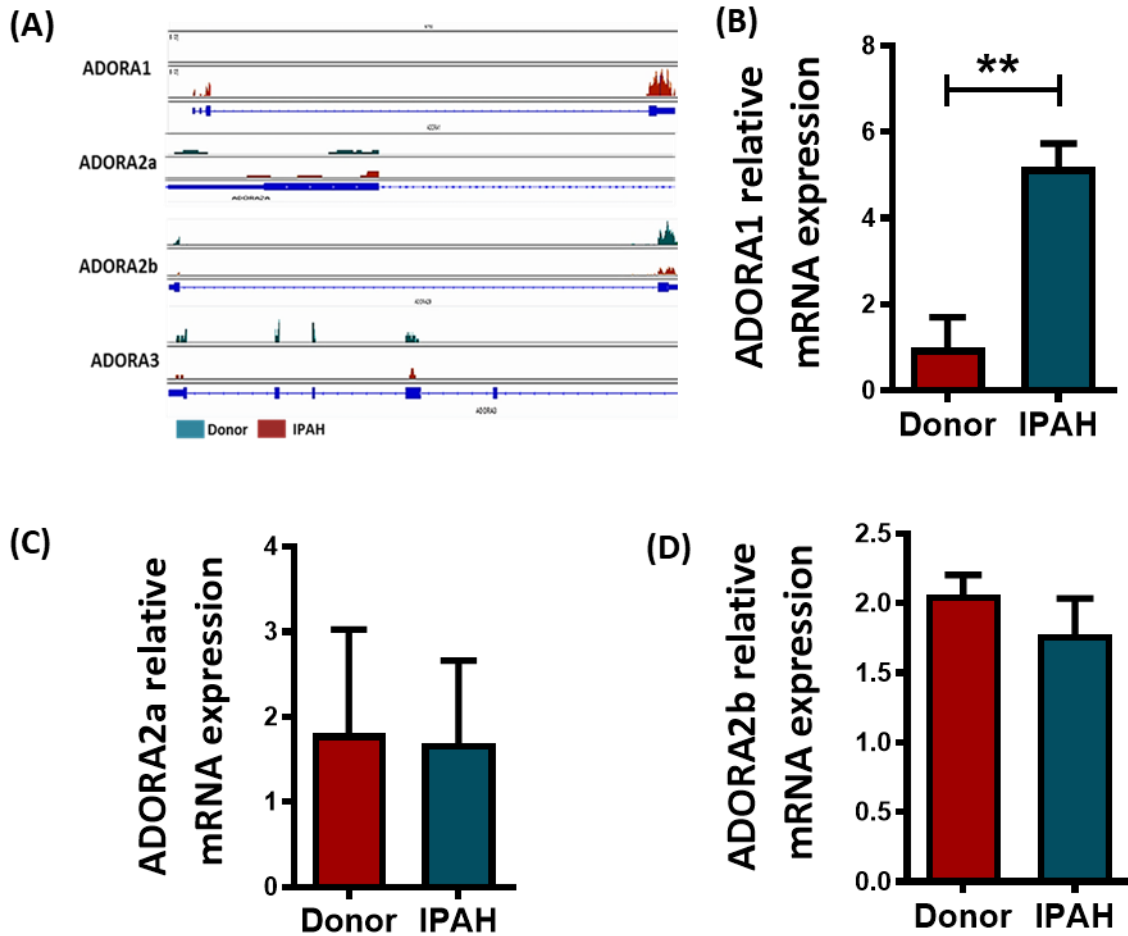 (A)
ADORA1
ADORA2a
ADORA2A
ADORA2b
ADORA3
Donor IPAH
(B)
ADORA1 relative
mRNA expression
8
6
4
2
0
**
Donor IPAH
(C)
ADORA2a relative
mRNA expression
4
3
2
1
0
Donor IPAH
(D)
ADORA2b relative
mRNA expression
2.5
2.0
1.5
1.0
0.5
0.0
Donor IPAH